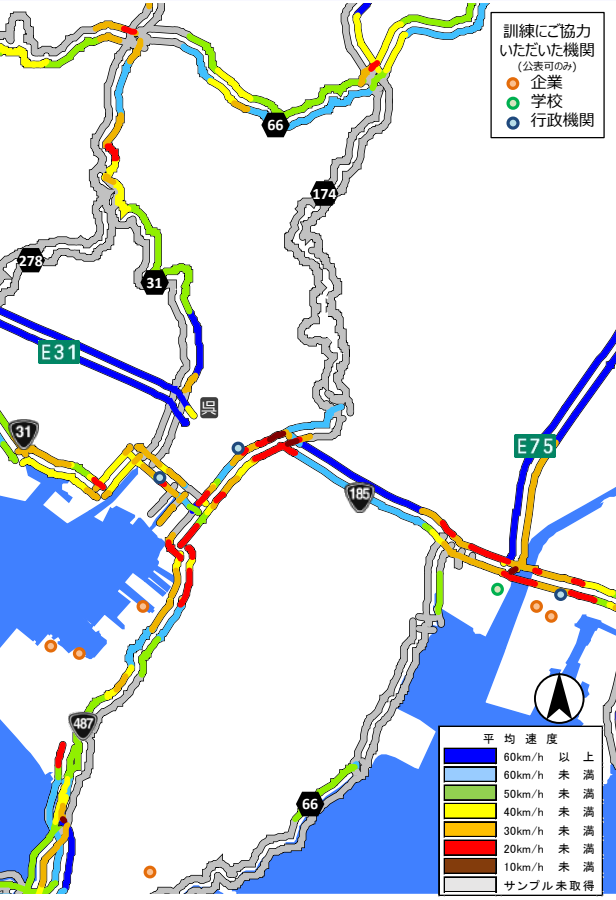 訓練にご協力
いただいた機関
(公表可のみ)
企業
学校
行政機関
66
174
278
31
E31
呉
31
E75
185
487
66
平均速度
60km/h 以上
60km/h 未満
50km/h 未満
40km/h 未満
30km/h 未満
20km/h 未満
10km/h 未満
サンプル未取得